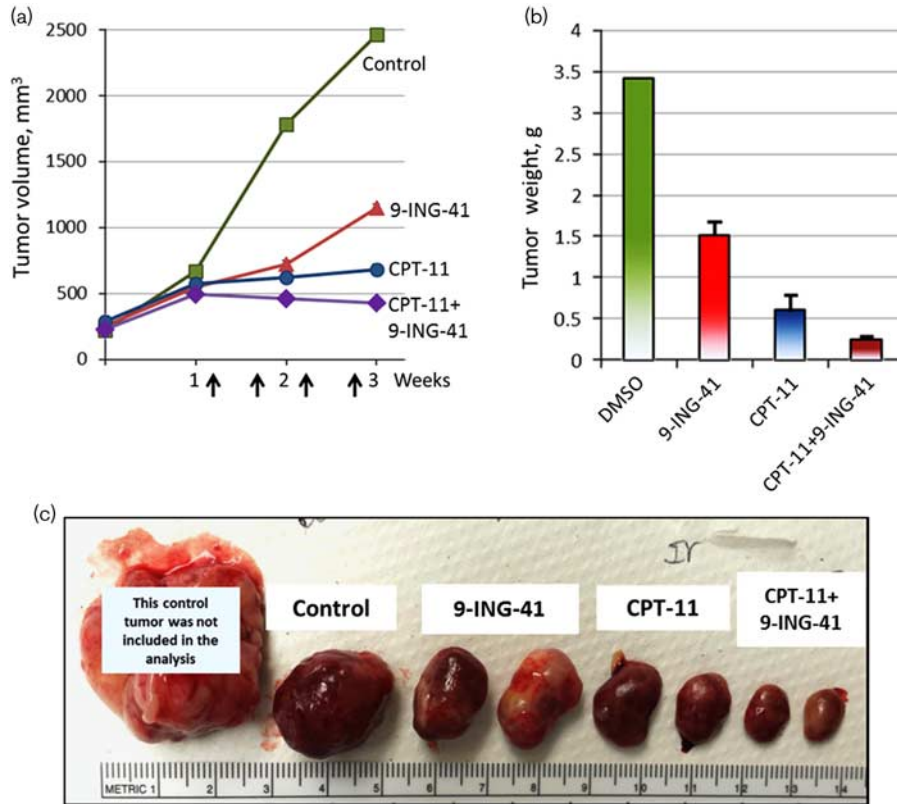 (a)
2500
2000
1500
1000
500
0
Tumor volume, mm³
Control
9-ING-41
CPT-11
CPT-11+
9-ING-41
1 2 3 Weeks
(b)
4
3.5
3
2.5
2
1.5
1
0.5
0
Tumor weight, g
DMSO
9-ING-41
CPT-11
CPT-11+9-ING-41
(c)
This control
tumor was not
included in the
analysis
Control
9-ING-41
CPT-11
CPT-11+
9-ING-41
METRIC 1 2 3 4 5 6 7 8 9 10 11 12 13 14